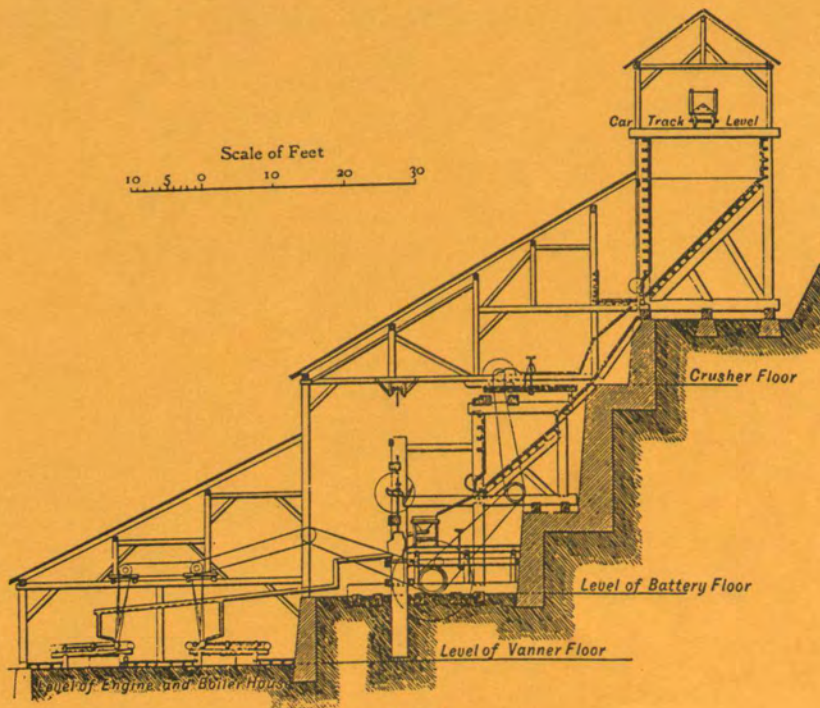 Car Track Level
Scale of Feet
10 5 0 10 20 30
Crusher Floor
Level of Battery Floor
Level of Vanner Floor
Level of Engine and Boiler House